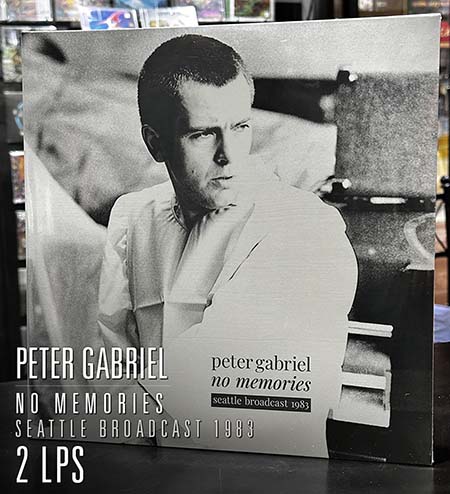 peter gabriel
no memories
seattle broadcast 1983
PETER GABRIEL
NO MEMORIES
SEATTLE BROADCAST 1983
2 LPS